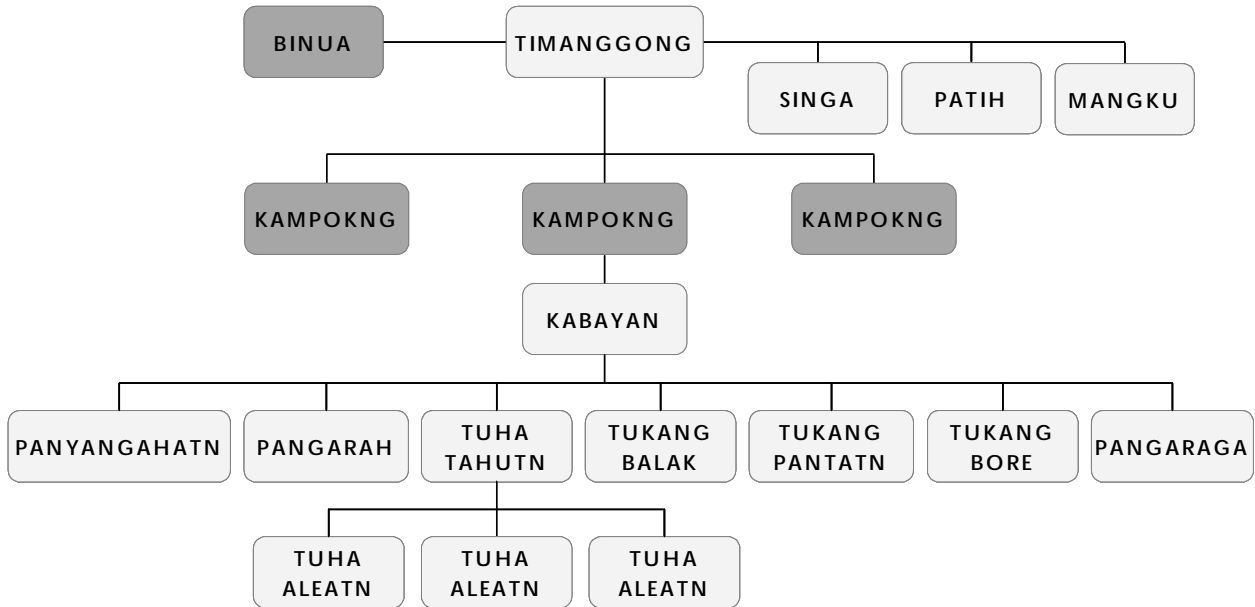 BINUA
TIMANGGONG
SINGA
PATIH
MANGKU
KAMPOKNG
KAMPOKNG
KAMPOKNG
KABAYAN
PANYANGAHATN
PANGARAH
TUHA
TAHUTN
TUKANG
BALAK
TUKANG
PANTATN
TUKANG
BORE
PANGARAGA
TUHA
ALEATN
TUHA
ALEATN
TUHA
ALEATN